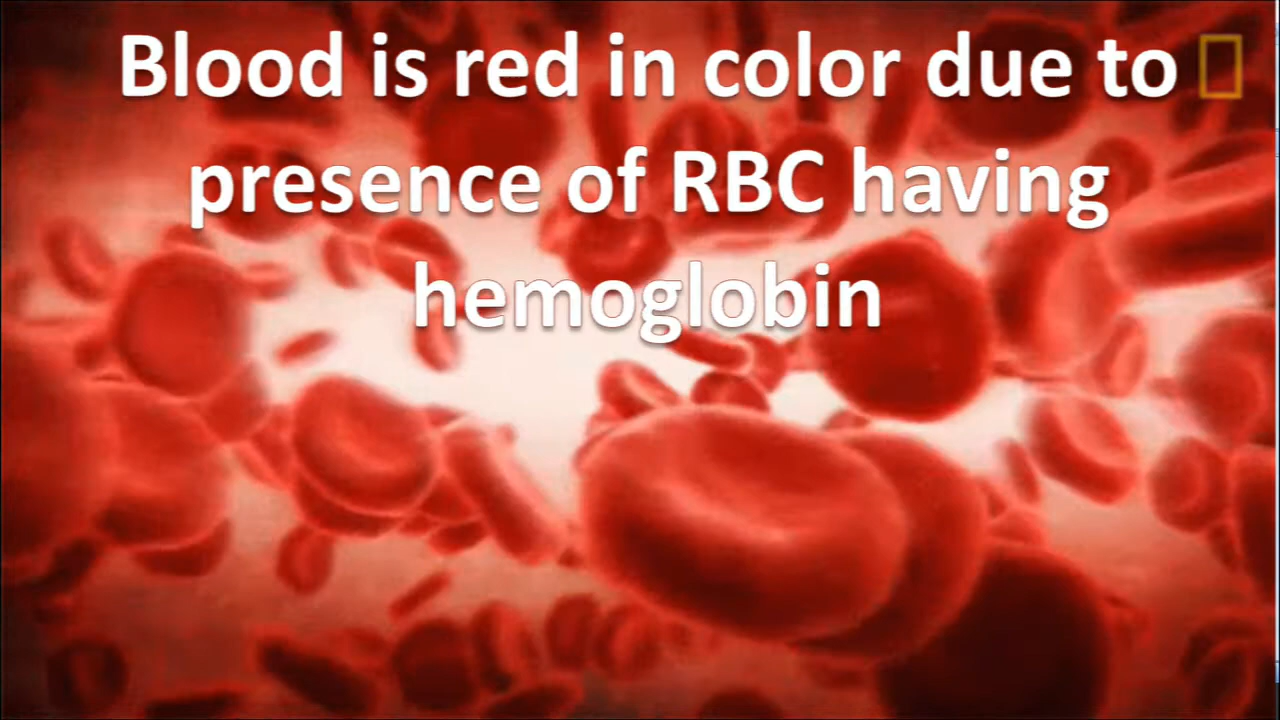 Blood is red in color due to
presence of RBC having
hemoglobin